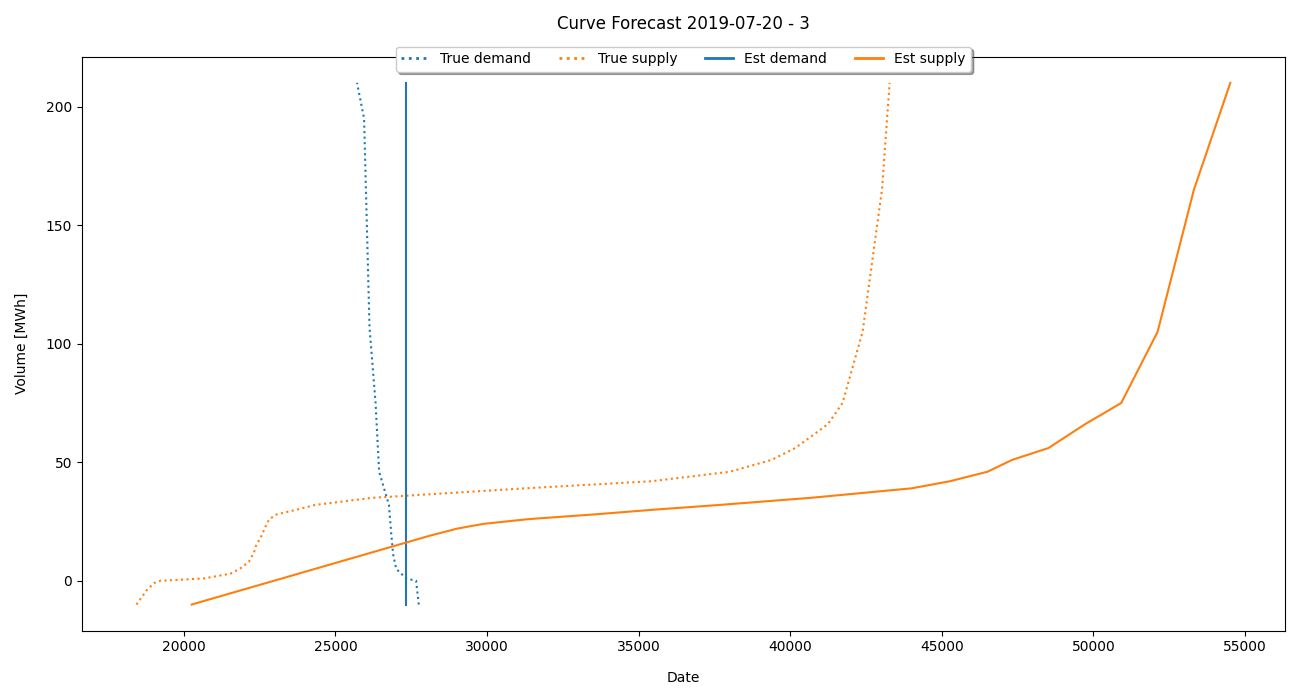 Curve Forecast 2019-07-20 - 3
True demand True supply Est demand Est supply
200
150
100
50
0
Volume [MWh]
20000 25000 30000 35000 40000 45000 50000 55000
Date